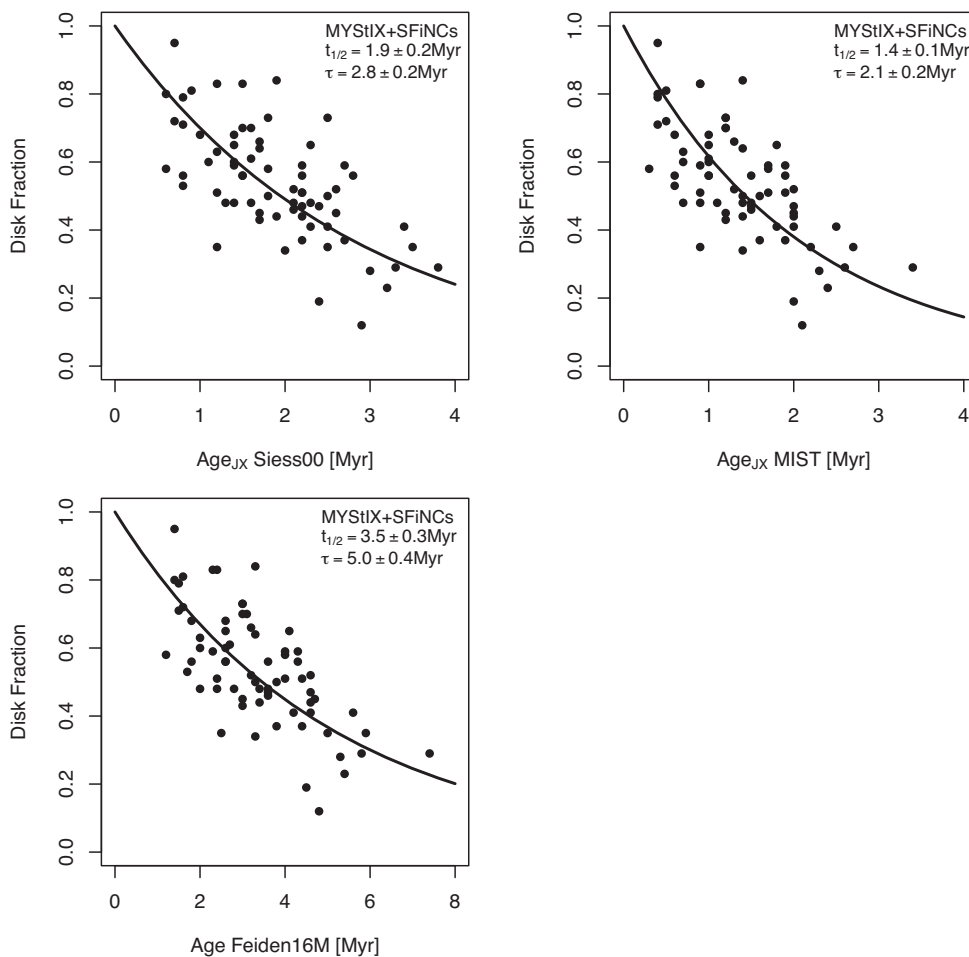 MYStIX+SFiNCs
t1/2 = 1.9 ± 0.2Myr
τ = 2.8 ± 0.2Myr
Disk Fraction
1.0
0.8
0.6
0.4
0.2
0.0
0 1 2 3 4
AgeJX Siess00 [Myr]
MYStIX+SFiNCs
t1/2 = 1.4 ± 0.1Myr
τ = 2.1 ± 0.2Myr
Disk Fraction
1.0
0.8
0.6
0.4
0.2
0.0
0 1 2 3 4
AgeJX MIST [Myr]
MYStIX+SFiNCs
t1/2 = 3.5 ± 0.3Myr
τ = 5.0 ± 0.4Myr
Disk Fraction
1.0
0.8
0.6
0.4
0.2
0.0
0 2 4 6 8
Age Feiden16M [Myr]